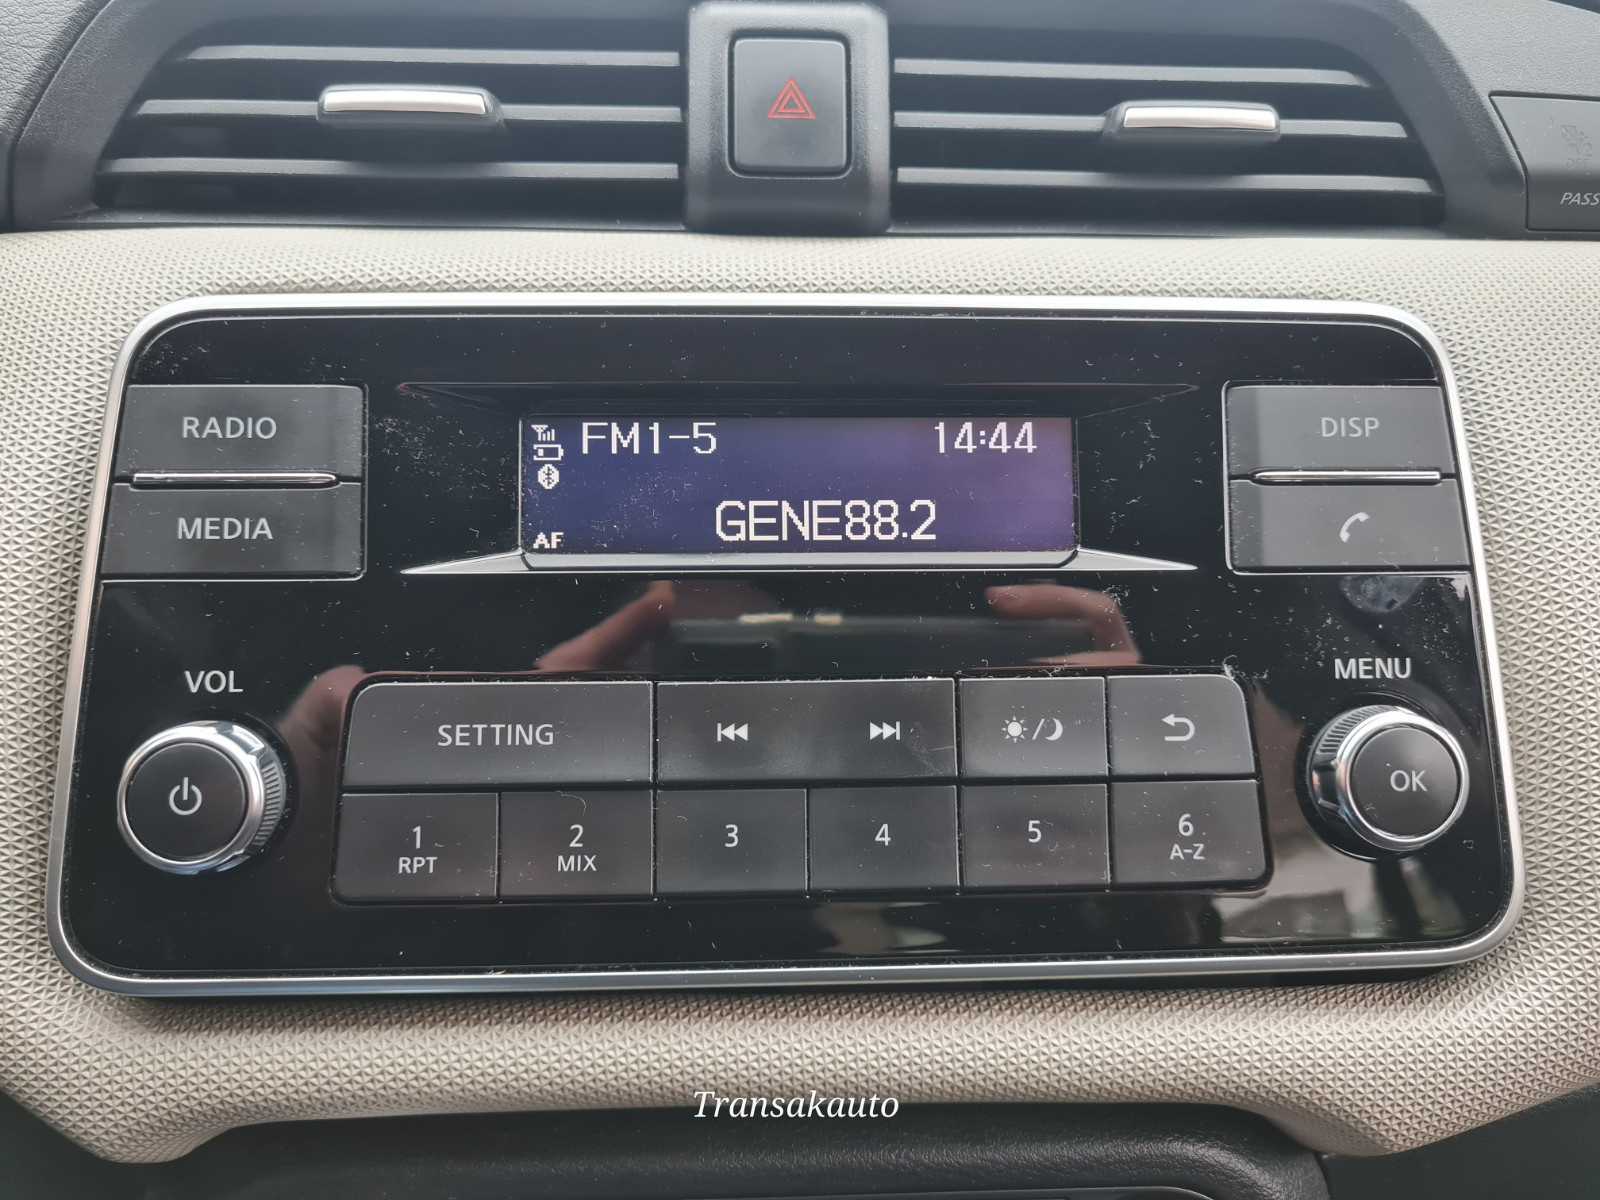 PASS
RADIO
DISP
FM1-5
14:44
MEDIA
GENE88.2
AF
VOL
MENU
SETTING
OK
1
RPT
2
MIX
3
4
5
6
A-Z
Transakauto